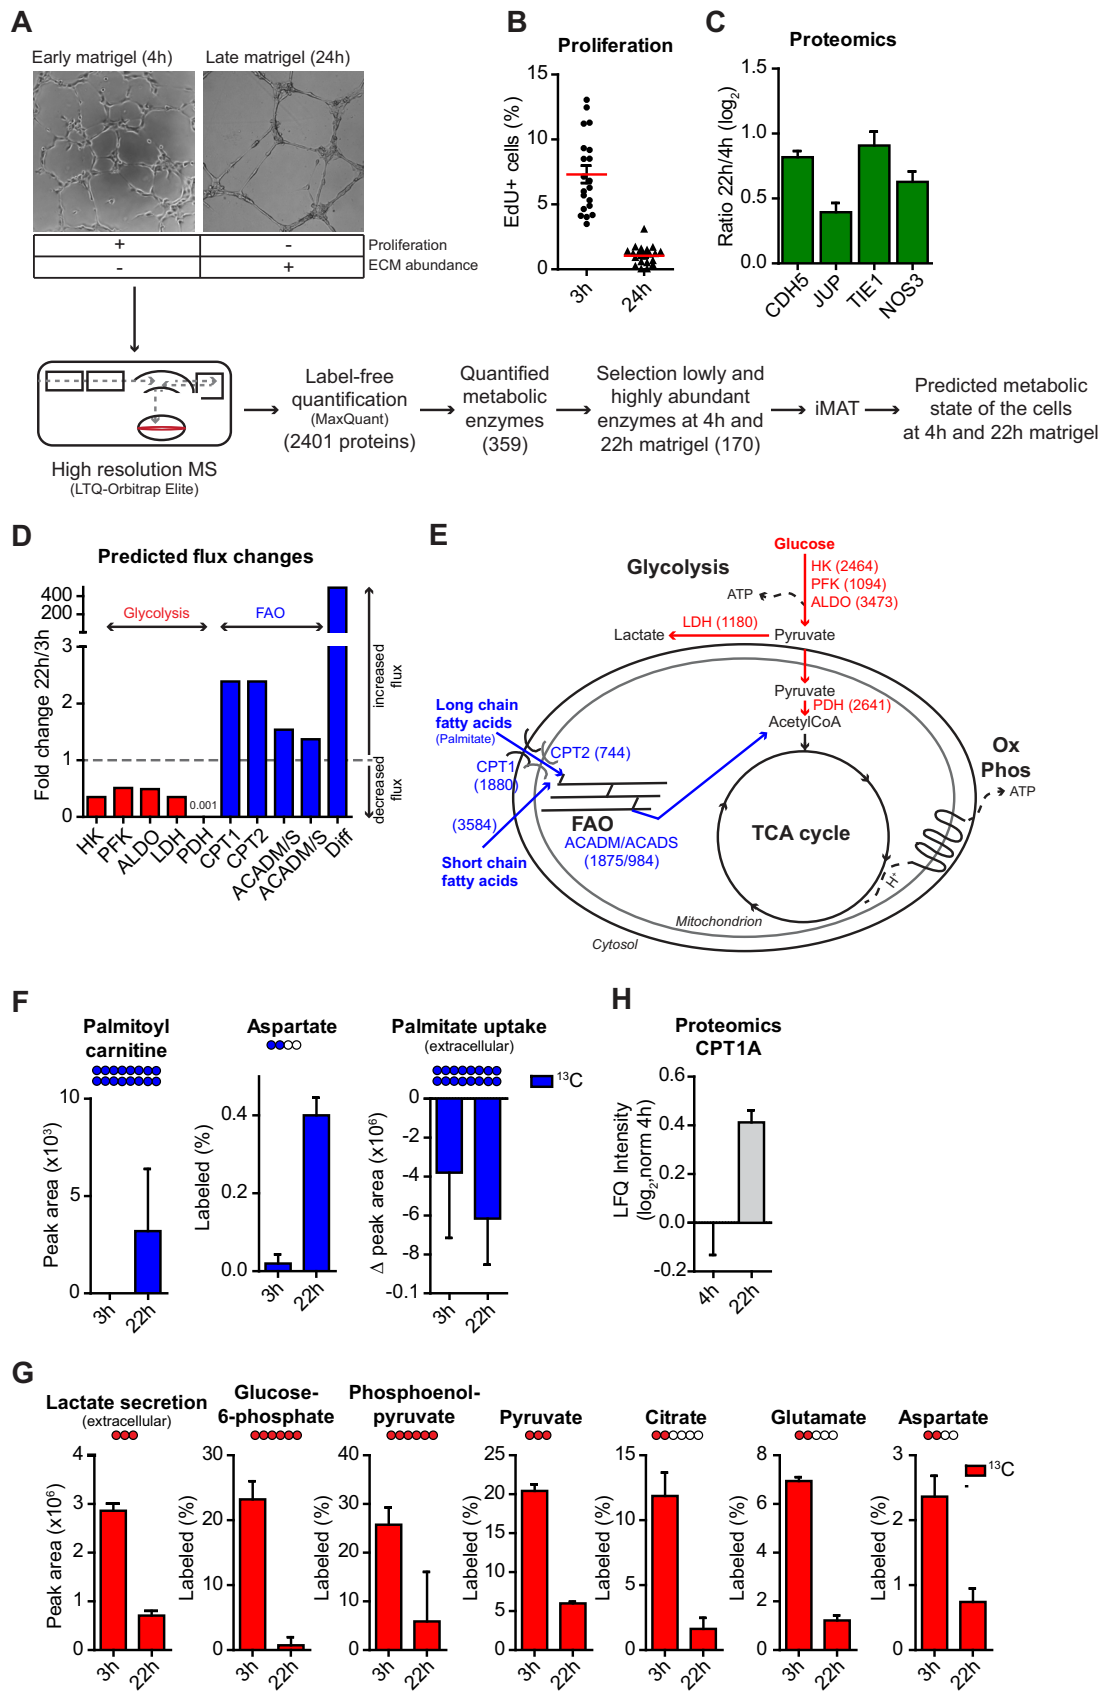 A
Early matrigel (4h)
Late matrigel (24h)
+
-
Proliferation
-
+
ECM abundance
B
Proliferation
EdU+ cells (%)
15
10
5
0
3h
24h
C
Proteomics
Ratio 22h/4h (log2)
1.5
1.0
0.5
0.0
CDH5
JUP
TIE1
NOS3
High resolution MS
(LTQ-Orbitrap Elite)
Label-free
quantification
(MaxQuant)
(2401 proteins)
Quantified
metabolic
enzymes
(359)
Selection lowly and
highly abundant
enzymes at 4h and
22h matrigel (170)
iMAT
Predicted metabolic
state of the cells
at 4h and 22h matrigel
D
Predicted flux changes
Fold change 22h/3h
400
200
3
2
1
0
Glycolysis
FAO
0.001
increased
flux
decreased
flux
HK
PFK
ALDO
LDH
PDH
CPT1
CPT2
ACADM/S
ACADM/S
Diff
E
Glucose
Glycolysis
HK (2464)
PFK (1094)
ALDO (3473)
ATP
LDH (1180)
Lactate
Pyruvate
Pyruvate
PDH (2641)
AcetylCoA
Long chain
fatty acids
(Palmitate)
CPT2 (744)
CPT1
(1880)
(3584)
FAO
ACADM/ACADS
(1875/984)
Short chain
fatty acids
TCA cycle
Ox
Phos
ATP
H+
Mitochondrion
Cytosol
F
Palmitoyl
carnitine
Peak area (x10³)
10
5
0
3h
22h
Aspartate
Labeled (%)
0.4
0.2
0.0
3h
22h
Palmitate uptake
(extracellular)
13C
Δ peak area (x10⁶)
0
-2
-4
-6
-8
-0.1
3h
22h
H
Proteomics
CPT1A
LFQ Intensity
(log2,norm 4h)
0.6
0.4
0.2
0.0
-0.2
4h
22h
G
Lactate secretion
(extracellular)
Peak area (x10⁶)
4
3
2
1
0
3h
22h
Glucose-
6-phosphate
Labeled (%)
30
20
10
0
3h
22h
Phosphoenol-
pyruvate
Labeled (%)
40
30
20
10
0
3h
22h
Pyruvate
Labeled (%)
25
20
15
10
5
0
3h
22h
Citrate
Labeled (%)
15
10
5
0
3h
22h
Glutamate
Labeled (%)
8
6
4
2
0
3h
22h
Aspartate
13C
Labeled (%)
3
2
1
0
3h
22h